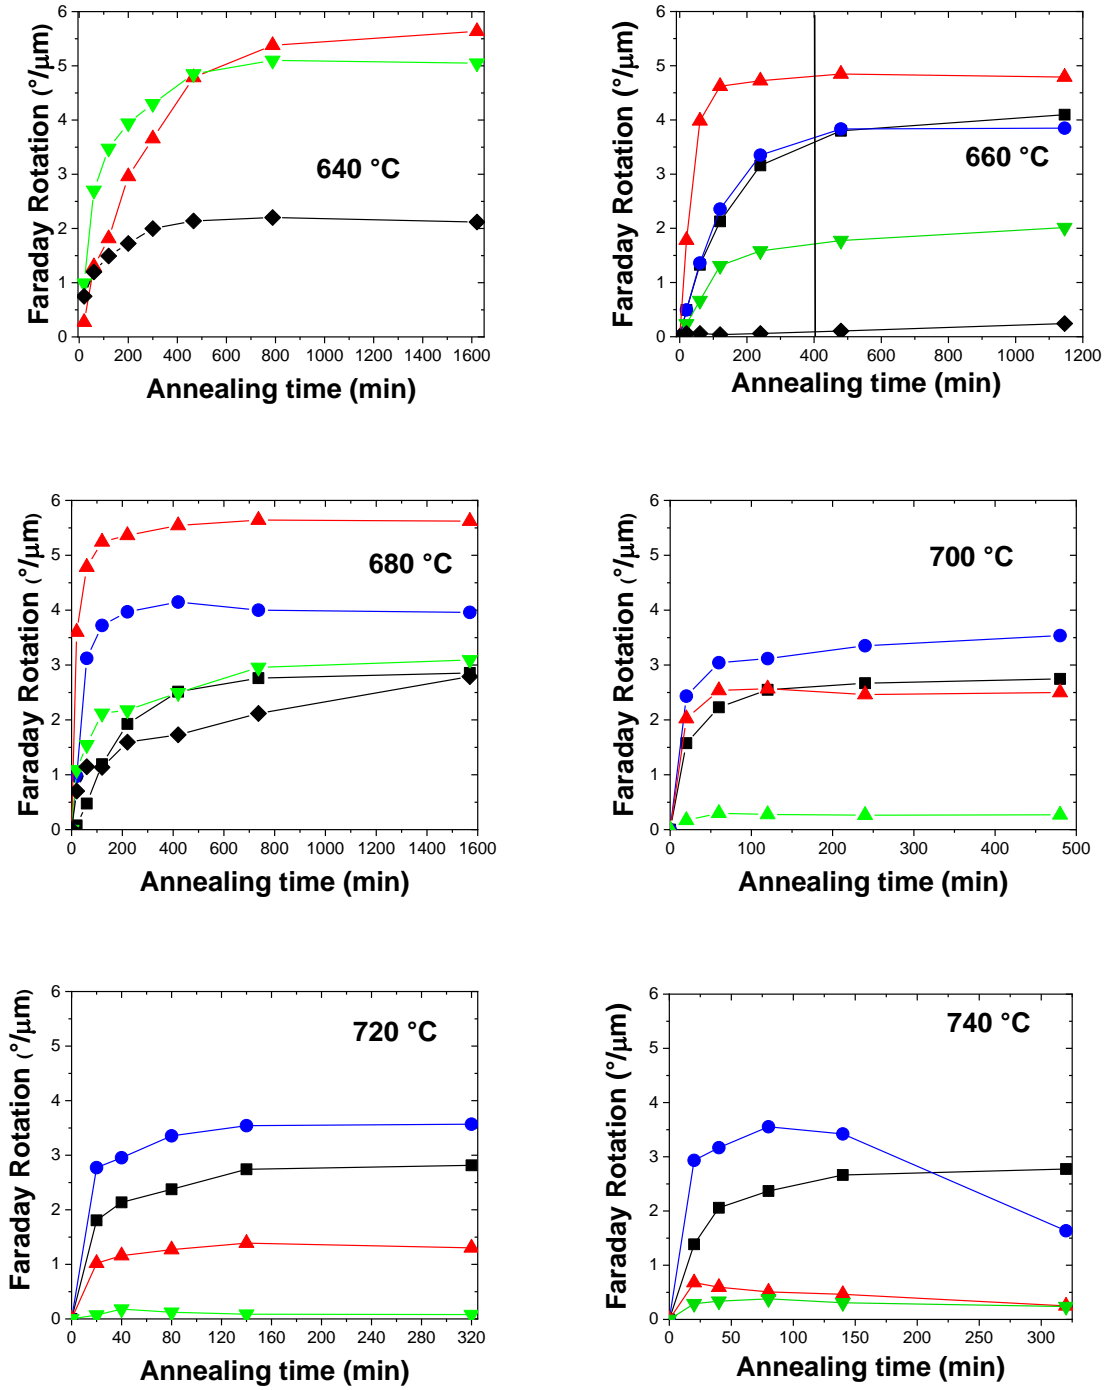 6
5
4
3
2
1
0
0 200 400 600 800 1000 1200 1400 1600
Faraday Rotation (°/μm)
Annealing time (min)
640 °C
6
5
4
3
2
1
0
0 200 400 600 800 1000 1200
Faraday Rotation (°/μm)
Annealing time (min)
660 °C
6
5
4
3
2
1
0
0 200 400 600 800 1000 1200 1400 1600
Faraday Rotation (°/μm)
Annealing time (min)
680 °C
6
5
4
3
2
1
0
0 100 200 300 400 500
Faraday Rotation (°/μm)
Annealing time (min)
700 °C
6
5
4
3
2
1
0
0 40 80 120 160 200 240 280 320
Faraday Rotation (°/μm)
Annealing time (min)
720 °C
6
5
4
3
2
1
0
0 50 100 150 200 250 300
Faraday Rotation (°/μm)
Annealing time (min)
740 °C